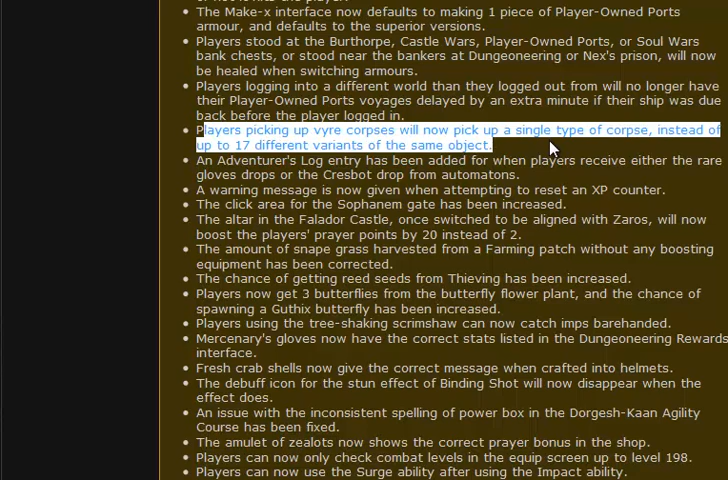 The Make-x interface now defaults to making 1 piece of Player-Owned Ports
armour, and defaults to the superior versions.
Players stood at the Burthorpe, Castle Wars, Player-Owned Ports, or Soul Wars
bank chests, or stood near the bankers at Dungeoneering or Nex's prison, will now
be healed when switching armours.
Players logging into a different world than they logged out from will no longer have
their Player-Owned Ports voyages delayed by an extra minute if their ship was due
back before the player logged in.
Players picking up vyre corpses will now pick up a single type of corpse, instead of
up to 17 different variants of the same object.
An Adventurer's Log entry has been added for when players receive either the rare
gloves drops or the Cresbot drop from automatons.
A warning message is now given when attempting to reset an XP counter.
The click area for the Sophanem gate has been increased.
The altar in the Falador Castle, once switched to be aligned with Zaros, will now
boost the players' prayer points by 20 instead of 2.
The amount of snape grass harvested from a Farming patch without any boosting
equipment has been corrected.
The chance of getting reed seeds from Thieving has been increased.
Players now get 3 butterflies from the butterfly flower plant, and the chance of
spawning a Guthix butterfly has been increased.
Players using the tree-shaking scrimshaw can now catch imps barehanded.
Mercenary's gloves now have the correct stats listed in the Dungeoneering Rewards
interface.
Fresh crab shells now give the correct message when crafted into helmets.
The debuff icon for the stun effect of Binding Shot will now disappear when the
effect does.
An issue with the inconsistent spelling of power box in the Dorgesh-Kaan Agility
Course has been fixed.
The amulet of zealots now shows the correct prayer bonus in the shop.
Players can now only check combat levels in the equip screen up to level 198.
Players can now use the Surge ability after using the Impact ability.